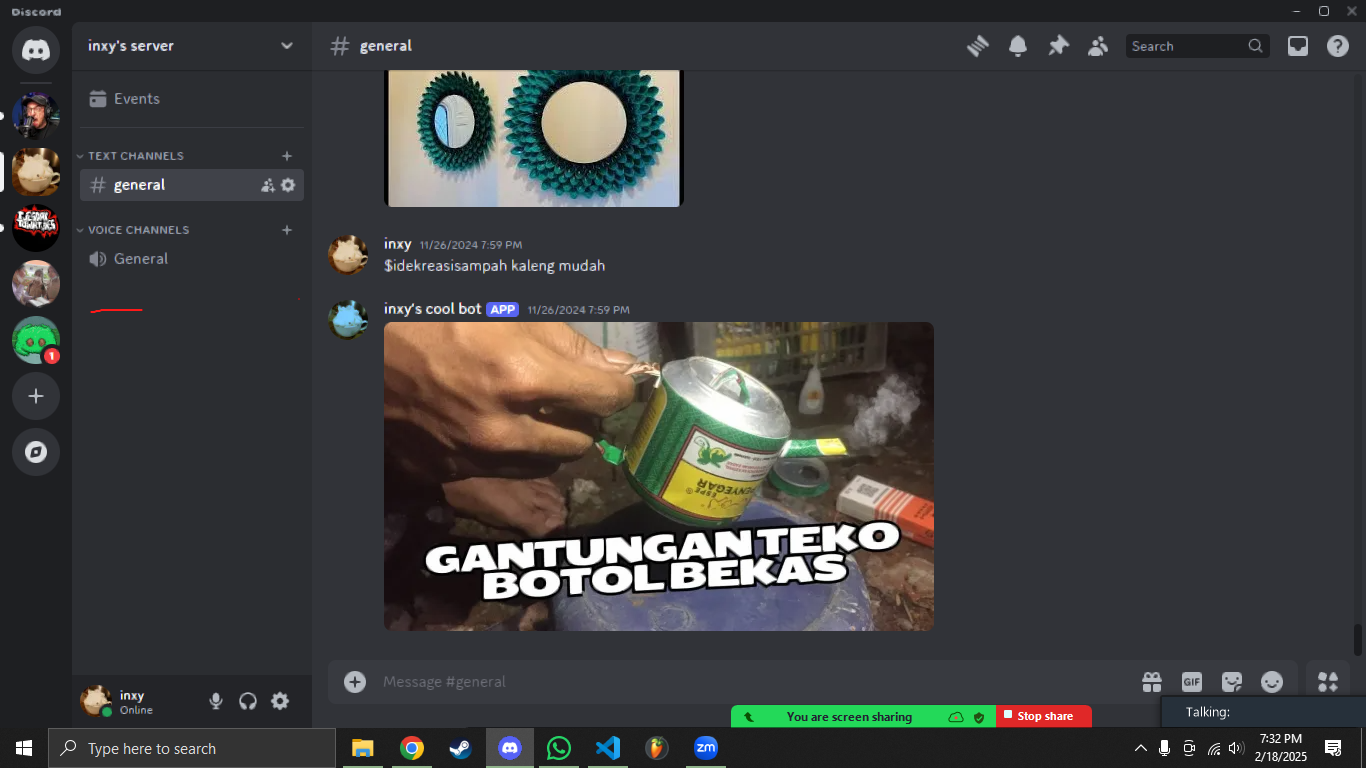 Discord
inxy's server
general
Search
Events
TEXT CHANNELS
general
VOICE CHANNELS
General
inxy 11/26/2024 7:59 PM
$idekreasisampah kaleng mudah
inxy's cool bot APP 11/26/2024 7:59 PM
PENYEGAR
GANTUNGAN TEKO
BOTOL BEKAS
1
inxy
Online
Message #general
GIF
You are screen sharing
Stop share
Talking:
Type here to search
zm
7:32 PM
2/18/2025